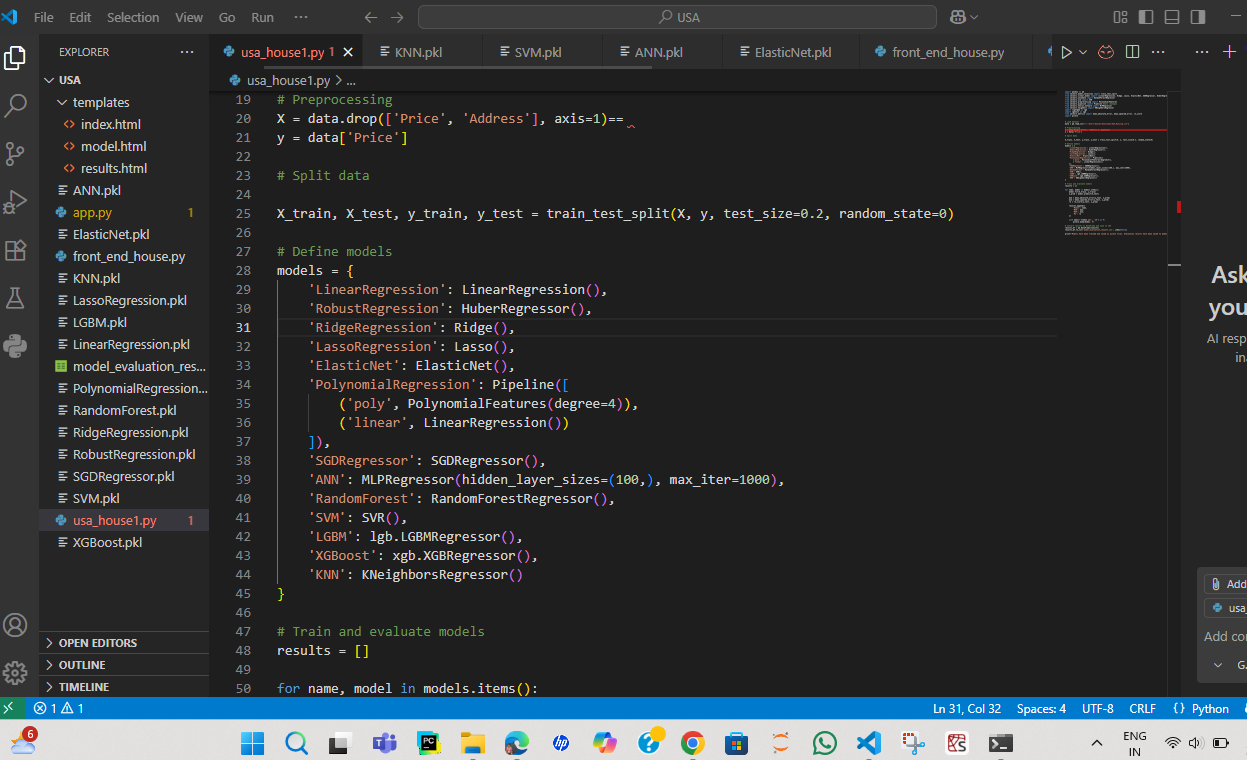 File Edit Selection View Go Run ··· USA
EXPLORER ···
USA
templates
index.html
model.html
results.html
ANN.pkl
app.py 1
ElasticNet.pkl
front_end_house.py
KNN.pkl
LassoRegression.pkl
LGBM.pkl
LinearRegression.pkl
model_evaluation_res...
PolynomialRegression...
RandomForest.pkl
RidgeRegression.pkl
RobustRegression.pkl
SGDRegressor.pkl
SVM.pkl
usa_house1.py 1
XGBoost.pkl
OPEN EDITORS
OUTLINE
TIMELINE
usa_house1.py 1 KNN.pkl SVM.pkl ANN.pkl ElasticNet.pkl front_end_house.py
usa_house1.py > ...
19 # Preprocessing
20 X = data.drop(['Price', 'Address'], axis=1)==
21 y = data['Price']
22
23 # Split data
24
25 X_train, X_test, y_train, y_test = train_test_split(X, y, test_size=0.2, random_state=0)
26
27 # Define models
28 models = {
29 'LinearRegression': LinearRegression(),
30 'RobustRegression': HuberRegressor(),
31 'RidgeRegression': Ridge(),
32 'LassoRegression': Lasso(),
33 'ElasticNet': ElasticNet(),
34 'PolynomialRegression': Pipeline([
35 ('poly', PolynomialFeatures(degree=4)),
36 ('linear', LinearRegression())
37 ]),
38 'SGDRegressor': SGDRegressor(),
39 'ANN': MLPRegressor(hidden_layer_sizes=(100,), max_iter=1000),
40 'RandomForest': RandomForestRegressor(),
41 'SVM': SVR(),
42 'LGBM': lgb.LGBMRegressor(),
43 'XGBoost': xgb.XGBRegressor(),
44 'KNN': KNeighborsRegressor()
45 }
46
47 # Train and evaluate models
48 results = []
49
50 for name, model in models.items():
Ask
you
AI resp
ina
Add
usa_
Add con
G.
1 1 Ln 31, Col 32 Spaces: 4 UTF-8 CRLF {} Python
6 PC hp ENG
IN